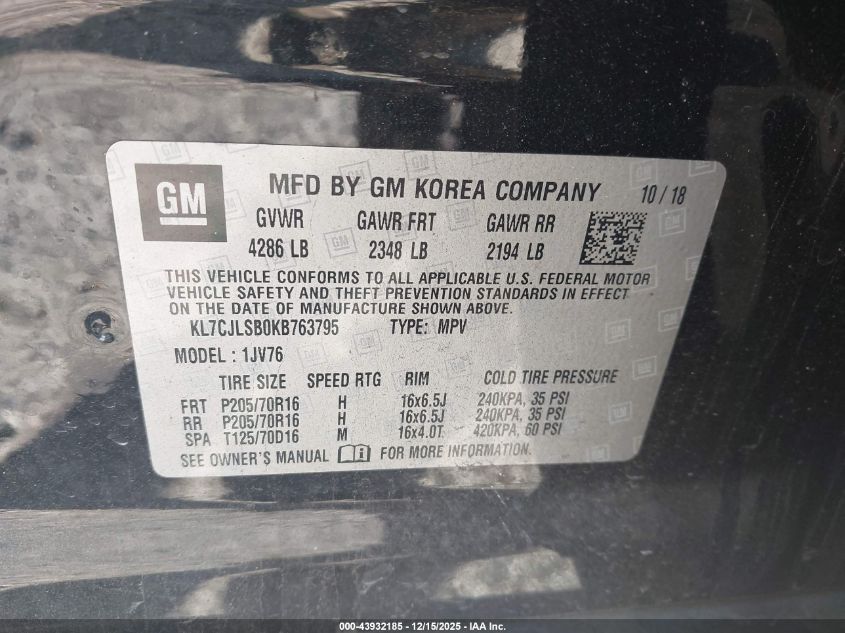 GM
MFD BY GM KOREA COMPANY 10/18
GVWR GAWR FRT GAWR RR
4286 LB 2348 LB 2194 LB
THIS VEHICLE CONFORMS TO ALL APPLICABLE U.S. FEDERAL MOTOR
VEHICLE SAFETY AND THEFT PREVENTION STANDARDS IN EFFECT
ON THE DATE OF MANUFACTURE SHOWN ABOVE.
KL7CJLSB0KB763795 TYPE: MPV
MODEL : 1JV76
TIRE SIZE SPEED RTG RIM COLD TIRE PRESSURE
FRT P205/70R16 H 16x6.5J 240KPA, 35 PSI
RR P205/70R16 H 16x6.5J 240KPA, 35 PSI
SPA T125/70D16 M 16x4.0T 420KPA, 60 PSI
SEE OWNER'S MANUAL FOR MORE INFORMATION.
000-43932185 - 12/15/2025 - IAA Inc.